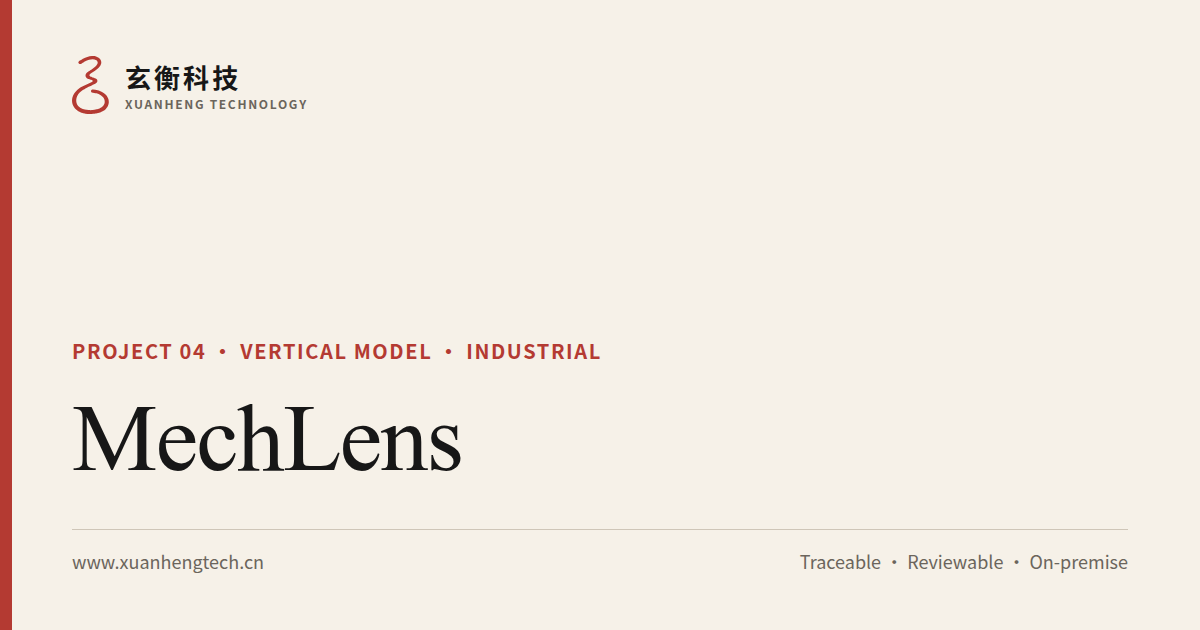 玄衡科技
XUANHENG TECHNOLOGY
PROJECT 04 • VERTICAL MODEL • INDUSTRIAL
MechLens
www.xuanhengtech.cn
Traceable • Reviewable • On-premise